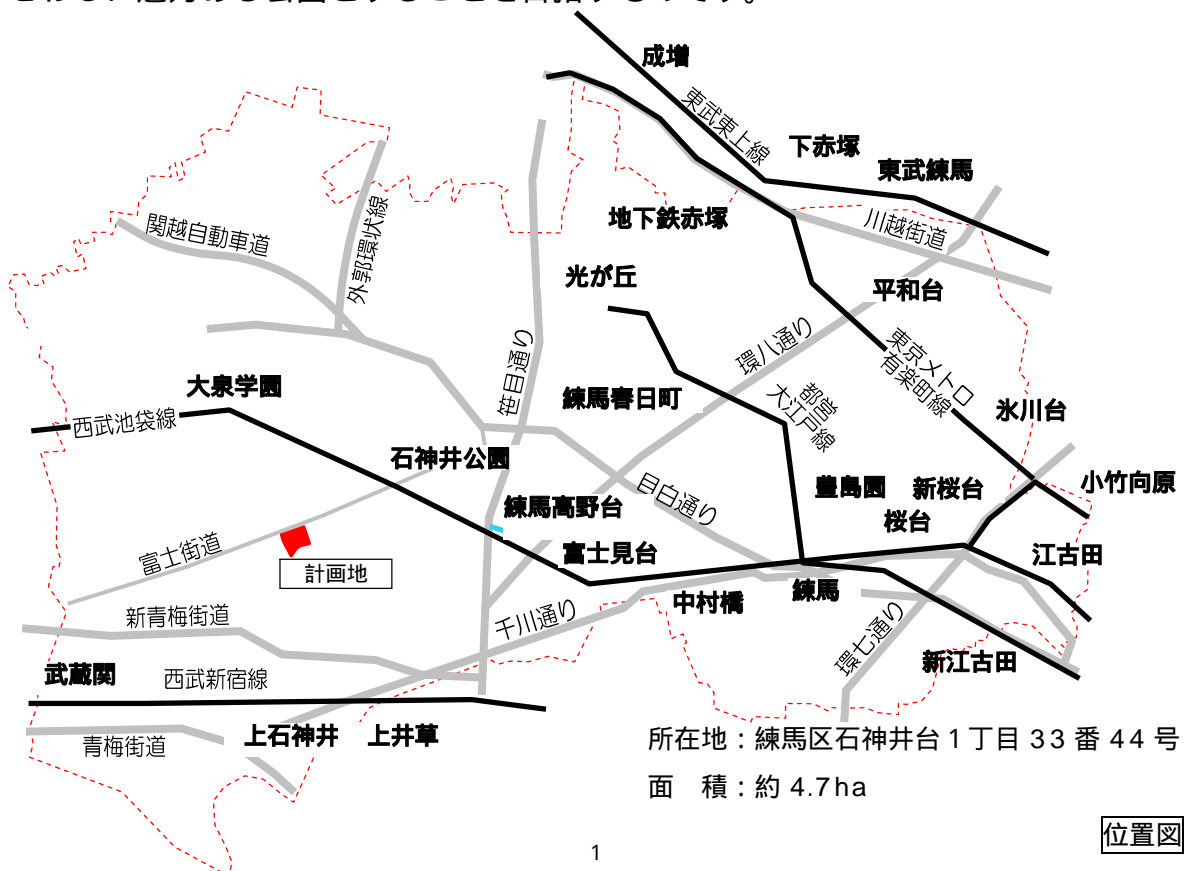 成増
東武東上線
下赤塚
東武練馬
地下鉄赤塚
川越街道
関越自動車道
外郭環状線
光が丘
平和台
笹目通り
環八通り
東京メトロ
有楽町線
大泉学園
西武池袋線
練馬春日町
都営
大江戸線
氷川台
石神井公園
練馬高野台
目白通り
豊島園
新桜台
小竹向原
桜台
富士街道
計画地
富士見台
江古田
新青梅街道
千川通り
中村橋
練馬
環七通り
新江古田
武蔵関
西武新宿線
青梅街道
上石神井
上井草
所在地：練馬区石神井台1丁目33番44号
面　積：約 4.7ha
位置図
1